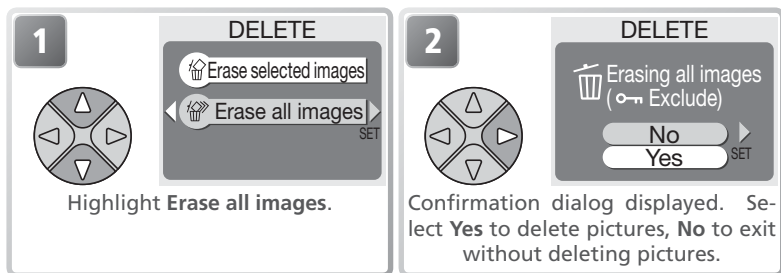 1
DELETE
Erase selected images
Erase all images
SET
Highlight Erase all images.
2
DELETE
Erasing all images
( Exclude)
No
Yes
SET
Confirmation dialog displayed. Se-
lect Yes to delete pictures, No to exit
without deleting pictures.